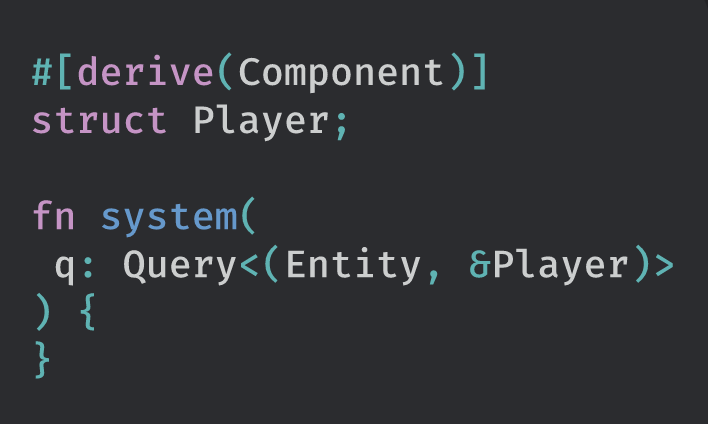 #[derive(Component)]
struct Player;

fn system(
 q: Query<(Entity, &Player)>
) {
}